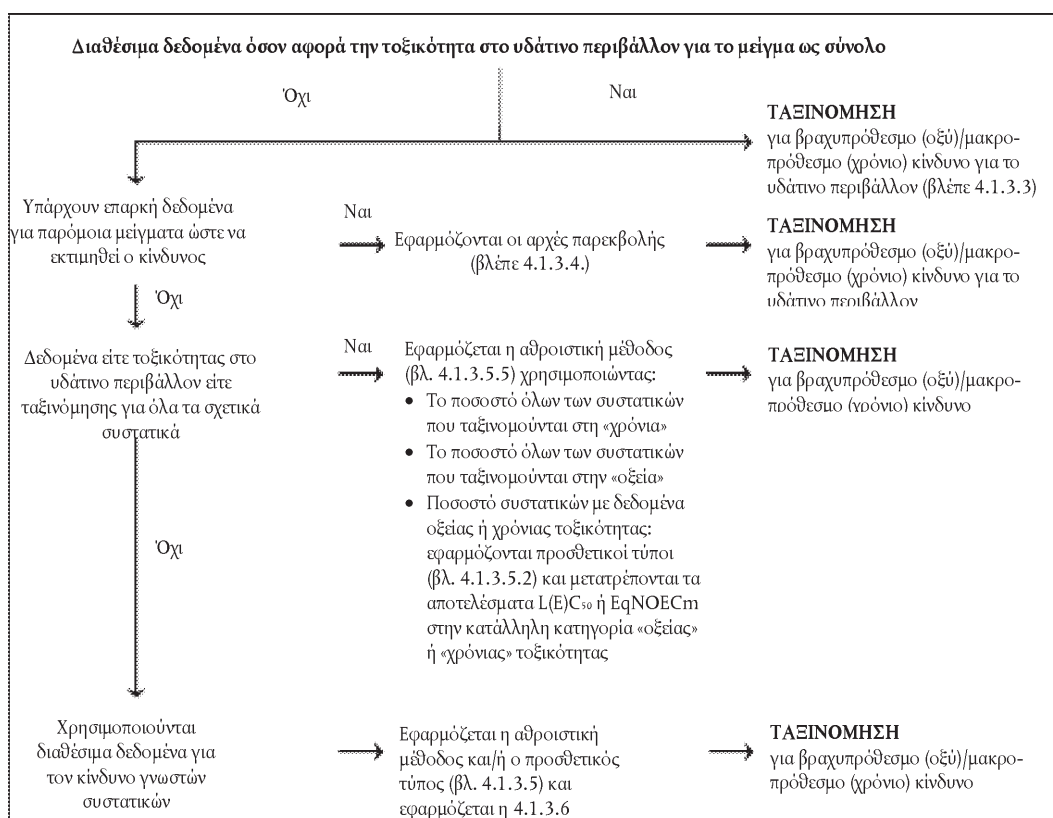 Διαθέσιμα δεδομένα όσον αφορά την τοξικότητα στο υδάτινο περιβάλλον για το μείγμα ως σύνολο
Όχι
Ναι
ΤΑΞΙΝΟΜΗΣΗ
για βραχυπρόθεσμο (οξύ)/μακρο-
πρόθεσμο (χρόνιο) κίνδυνο για το
υδάτινο περιβάλλον (βλέπε 4.1.3.3)
Υπάρχουν επαρκή δεδομένα
για παρόμοια μείγματα ώστε να
εκτιμηθεί ο κίνδυνος
Ναι
Εφαρμόζονται οι αρχές παρεκβολής
(βλέπε 4.1.3.4.)
ΤΑΞΙΝΟΜΗΣΗ
για βραχυπρόθεσμο (οξύ)/μακρο-
πρόθεσμο (χρόνιο) κίνδυνο για το
υδάτινο περιβάλλον
Όχι
Δεδομένα είτε τοξικότητας στο
υδάτινο περιβάλλον είτε
ταξινόμησης για όλα τα σχετικά
συστατικά
Ναι
Εφαρμόζεται η αθροιστική μέθοδος
(βλ. 4.1.3.5.5) χρησιμοποιώντας:
• Το ποσοστό όλων των συστατικών
που ταξινομούνται στη «χρόνια»
• Το ποσοστό όλων των συστατικών
που ταξινομούνται στην «οξεία»
• Ποσοστό συστατικών με δεδομένα
οξείας ή χρόνιας τοξικότητας:
εφαρμόζονται προσθετικοί τύποι
(βλ. 4.1.3.5.2) και μετατρέπονται τα
αποτελέσματα L(E)C₅₀ ή EqNOECm
στην κατάλληλη κατηγορία «οξείας»
ή «χρόνιας» τοξικότητας
ΤΑΞΙΝΟΜΗΣΗ
για βραχυπρόθεσμο (οξύ)/μακρο-
πρόθεσμο (χρόνιο) κίνδυνο
Όχι
Χρησιμοποιούνται
διαθέσιμα δεδομένα για
τον κίνδυνο γνωστών
συστατικών
Εφαρμόζεται η αθροιστική
μέθοδος και/ή ο προσθετικός
τύπος (βλ. 4.1.3.5) και
εφαρμόζεται η 4.1.3.6
ΤΑΞΙΝΟΜΗΣΗ
για βραχυπρόθεσμο (οξύ)/μακρο-
πρόθεσμο (χρόνιο) κίνδυνο